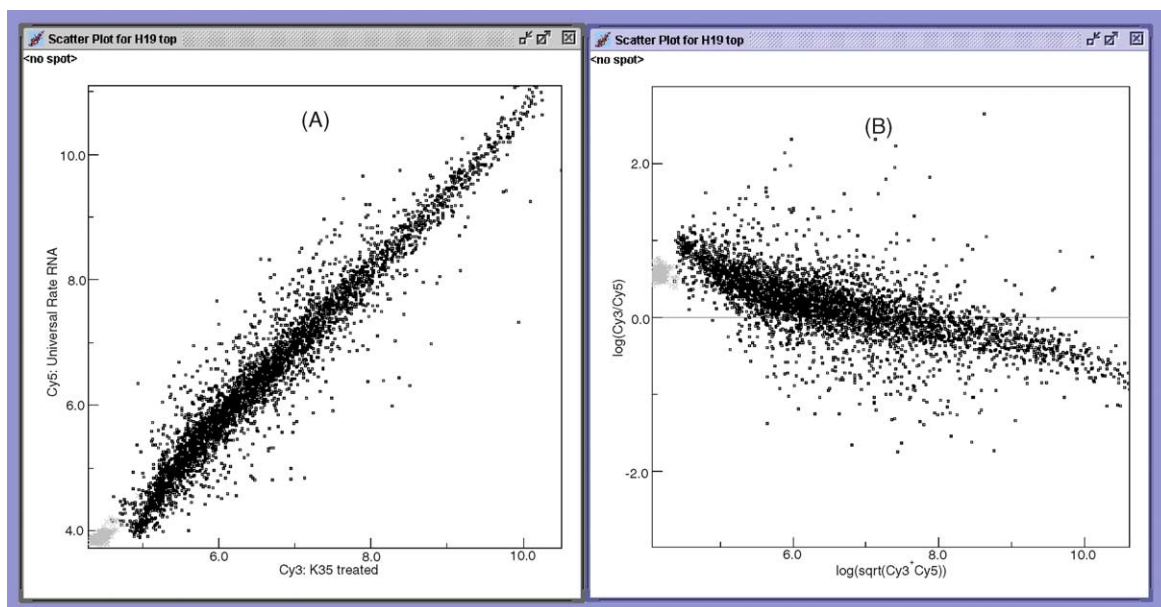 Scatter Plot for H19 top
<no spot>
(A)
10.0
8.0
6.0
4.0
Cy5: Universal Rate RNA
6.0
8.0
10.0
Cy3: K35 treated
Scatter Plot for H19 top
<no spot>
(B)
2.0
0.0
-2.0
log(Cy3/Cy5)
6.0
8.0
10.0
log(sqrt(Cy3*Cy5))